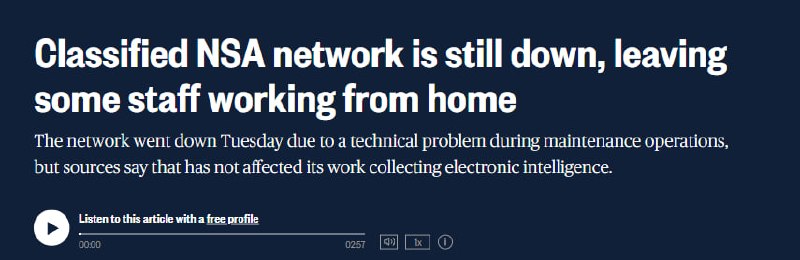 Classified NSA network is still down, leaving
some staff working from home
The network went down Tuesday due to a technical problem during maintenance operations,
but sources say that has not affected its work collecting electronic intelligence.
Listen to this article with a free profile
00:00
0257
1x